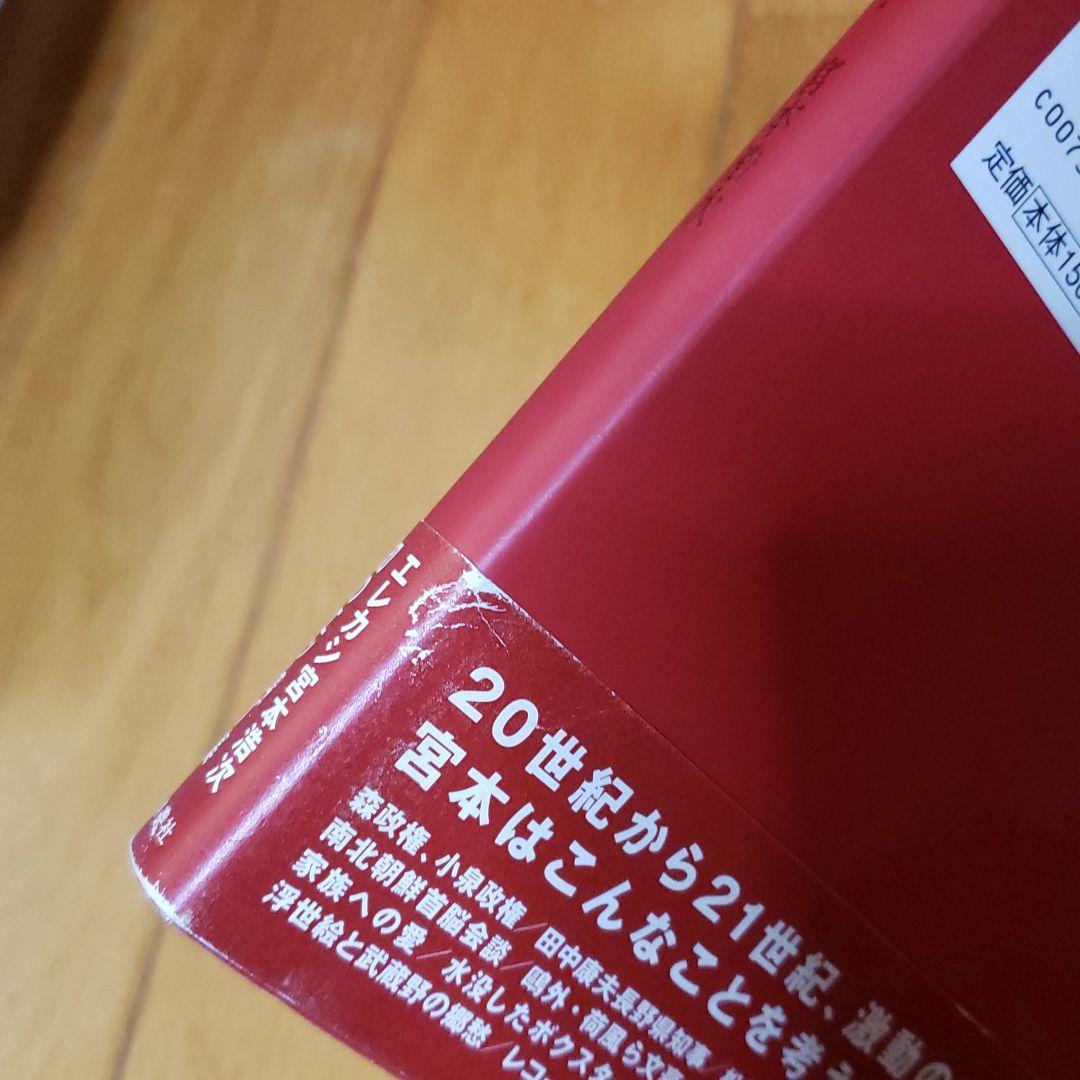 C007
定価 本体15
エレカシ宮本浩次
20世紀から21世紀、激動の
宮本はこんなことを考え
森政権、小泉政権／田中康夫長野県知事／
南北朝鮮首脳会談／鴎外・荷風ら文
家族への愛／水没したボクスタ
浮世絵と武蔵野の郷愁／レコ